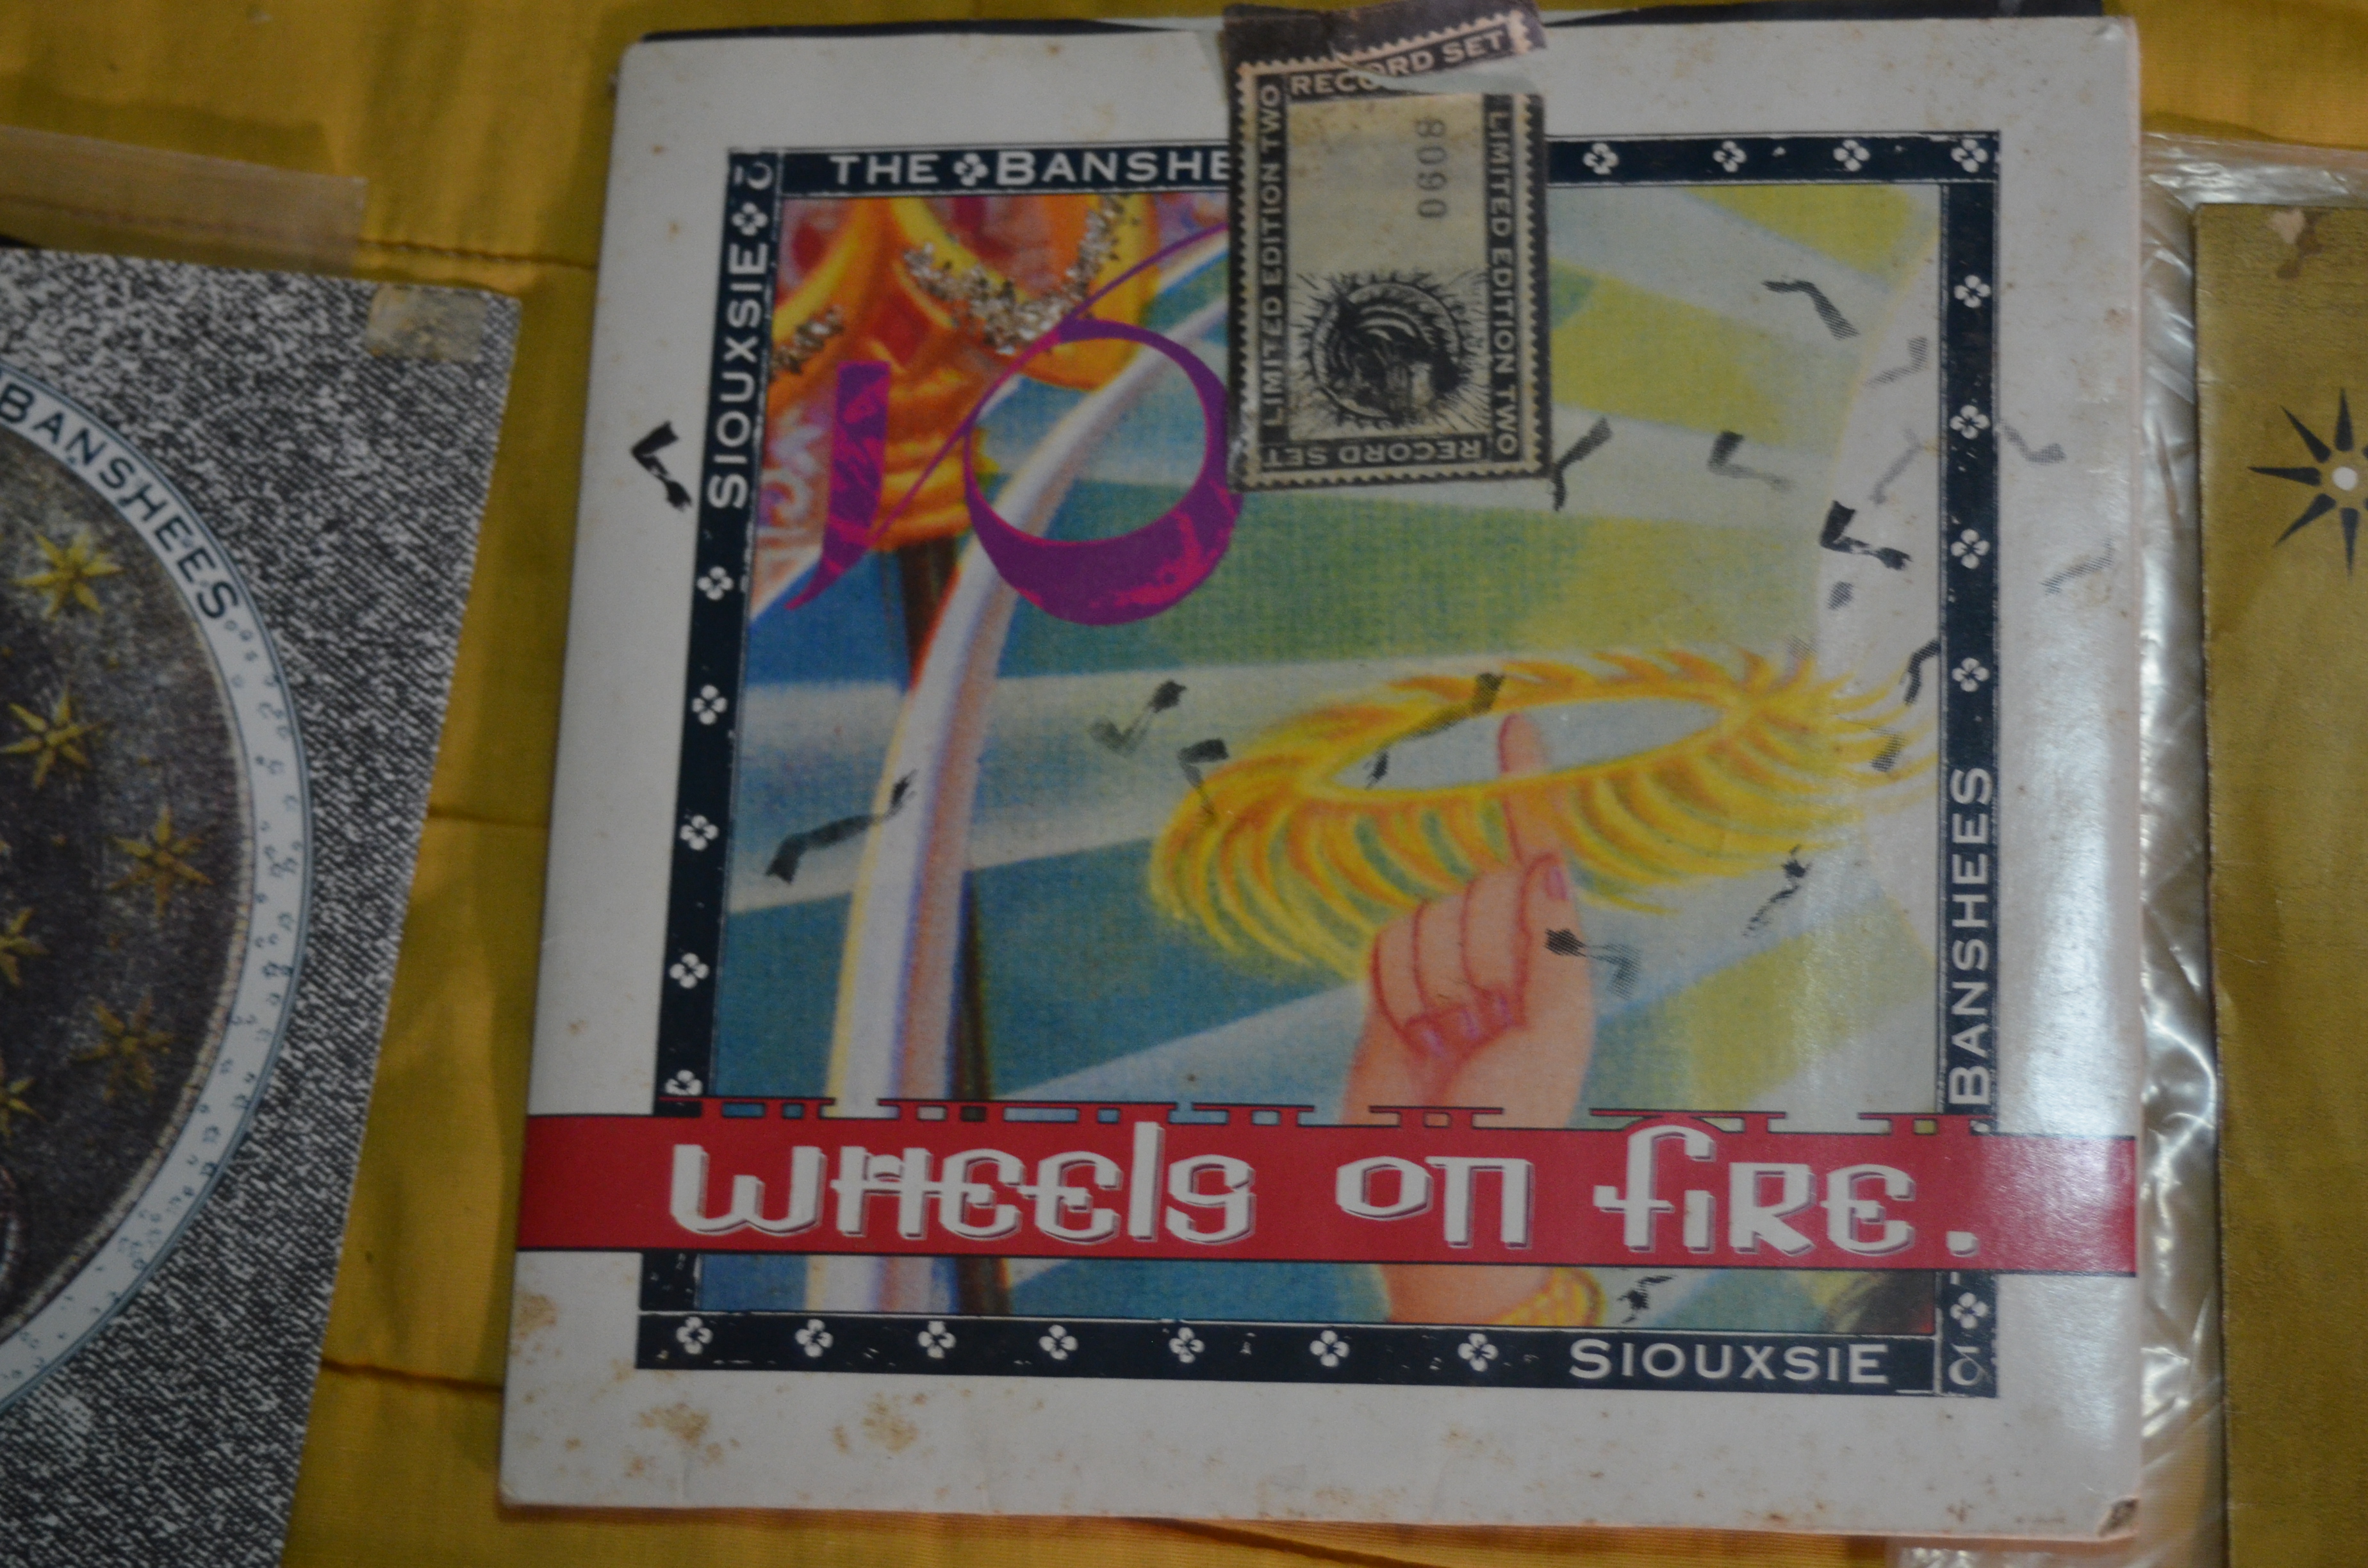 THE BANSHE
SIOUXSIE
RECORD SET
LIMITED EDITION TWO
LIMITED EDITION TWO
RECORD SET
0608
BANSHEES
BANSHEES
WHEELS ON FIRE.
SIOUXSIE